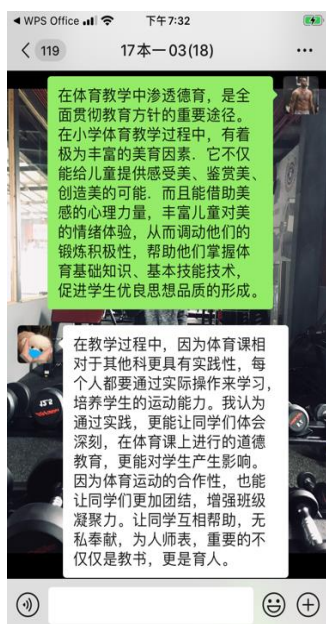 WPS Office
下午7:32
119
17本一03(18)
在体育教学中渗透德育，是全
面贯彻教育方针的重要途径。
在小学体育教学过程中，有着
极为丰富的美育因素．它不仅
能给儿童提供感受美、鉴赏美、
创造美的可能．而且能借助美
感的心理力量，丰富儿童对美
的情绪体验，从而调动他们的
锻炼积极性，帮助他们掌握体
育基础知识、基本技能技术，
促进学生优良思想品质的形成。
在教学过程中，因为体育课相
对于其他科更具有实践性，每
个人都要通过实际操作来学习，
培养学生的运动能力。我认为
通过实践，更能让同学们体会
深刻，在体育课上进行的道德
教育，更能对学生产生影响。
因为体育运动的合作性，也能
让同学们更加团结，增强班级
凝聚力。让同学互相帮助，无
私奉献，为人师表，重要的不
仅仅是教书，更是育人。